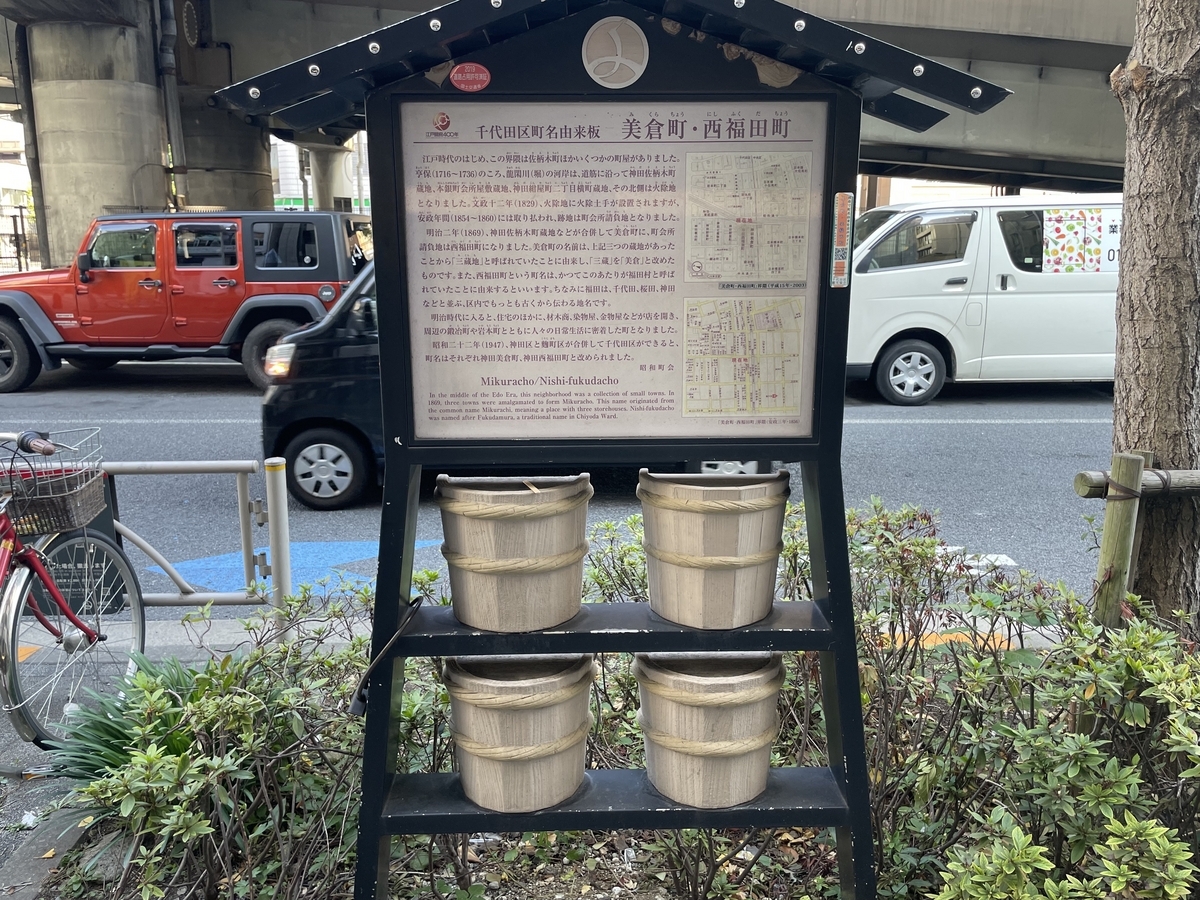 千代田区町名由来板 美倉町・西福田町
み くら ちょう にし ふく だ ちょう
江戸時代のはじめ、この界隈は佐柄木町ほかいくつかの町屋がありました。
享保(1716~1736)のころ、龍閑川(堀)の河岸は、道筋に沿って神田佐柄木町
蔵地、本銀町会所屋敷蔵地、神田紺屋町二丁目横町蔵地、その北側は火除地
となりました。文政十二年(1829)、火除地に火除土手が設置されますが、
安政年間(1854~1860)には取り払われ、跡地は町会所請負地となりました。
明治二年(1869)、神田佐柄木町蔵地などが合併して美倉町に、町会所
請負地は西福田町になりました。美倉町の名前は、上記三つの蔵地があった
ことから「三蔵地」と呼ばれていたことに由来し、「三蔵」を「美倉」と改めた
ものです。また、西福田町という町名は、かつてこのあたりが福田村と呼ば
れていたことに由来するといいます。ちなみに福田は、千代田、桜田、神田
などと並ぶ、区内でもっとも古くから伝わる地名です。
明治時代に入ると、住宅のほかに、材木商、染物屋、金物屋などが店を開き、
周辺の鍛冶町や岩本町とともに人々の日常生活に密着した町となりました。
昭和二十二年(1947)、神田区と麴町区が合併して千代田区ができると、
町名はそれぞれ神田美倉町、神田西福田町と改められました。
昭和町会
Mikuracho/Nishi-fukudacho
In the middle of the Edo Era, this neighborhood was a collection of small towns. In
1869, three towns were amalgamated to form Mikuracho. This name originated from
the common name Mikurachi, meaning a place with three storehouses. Nishi-fukudacho
was named after Fukudamura, a traditional name in Chiyoda Ward.